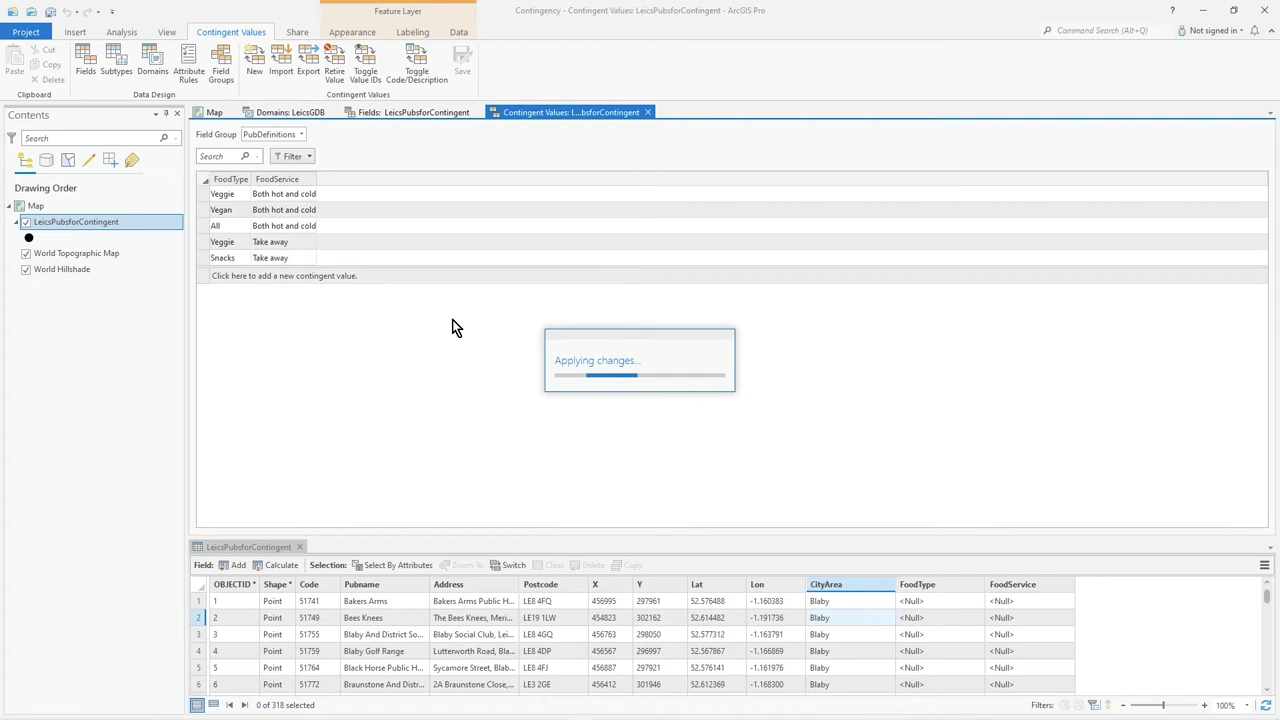 Feature Layer
Contingency - Contingent Values: LeicsPubsforContingent - ArcGIS Pro
?
Project Insert Analysis View Contingent Values Share Appearance Labeling Data
Command Search (Alt+Q)
Not signed in
Paste
Cut
Copy
Delete
Fields
Subtypes
Domains
Attribute
Rules
Field
Groups
New
Import
Export
Retire
Value
Toggle
Value IDs
Toggle
Code/Description
Save
Clipboard
Data Design
Contingent Values
Contents
Map
Domains: LeicsGDB
Fields: LeicsPubsforContingent
Contingent Values: L...bsforContingent
Search
Field Group PubDefinitions
Search
Filter
Drawing Order
FoodType FoodService
Map
Veggie Both hot and cold
LeicsPubsforContingent
Vegan Both hot and cold
All Both hot and cold
Veggie Take away
World Topographic Map
Snacks Take away
World Hillshade
Click here to add a new contingent value.
Applying changes...
LeicsPubsforContingent
Field: Add Calculate Selection: Select By Attributes Zoom To Switch Clear Delete Copy
OBJECTID * Shape * Code Pubname Address Postcode X Y Lat Lon CityArea FoodType FoodService
1 1 Point 51741 Bakers Arms Bakers Arms Public H... LE8 4FQ 456995 297961 52.576488 -1.160383 Blaby <Null> <Null>
2 2 Point 51749 Bees Knees The Bees Knees, Meri... LE19 1LW 454823 302162 52.614482 -1.191736 Blaby <Null> <Null>
3 3 Point 51755 Blaby And District So... Blaby Social Club, Lei... LE8 4GQ 456763 298050 52.577312 -1.163791 Blaby <Null> <Null>
4 4 Point 51759 Blaby Golf Range Lutterworth Road, Bla... LE8 4DP 456567 296997 52.567867 -1.166869 Blaby <Null> <Null>
5 5 Point 51764 Black Horse Public H... Sycamore Street, Blab... LE8 4FJ 456887 297921 52.576141 -1.161976 Blaby <Null> <Null>
6 6 Point 51772 Braunstone And Distr... 2A Braunstone Close,... LE3 2GE 456412 301946 52.612369 -1.168300 Blaby <Null> <Null>
0 of 318 selected
Filters:
100%